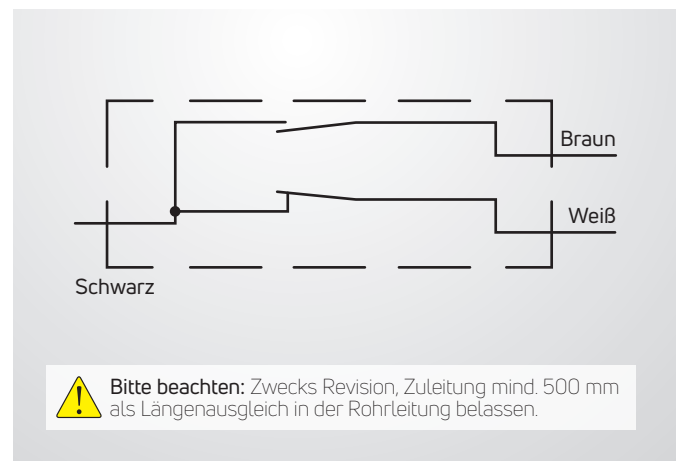 Braun
Weiß
Schwarz
Bitte beachten: Zwecks Revision, Zuleitung mind. 500 mm
als Längenausgleich in der Rohrleitung belassen.